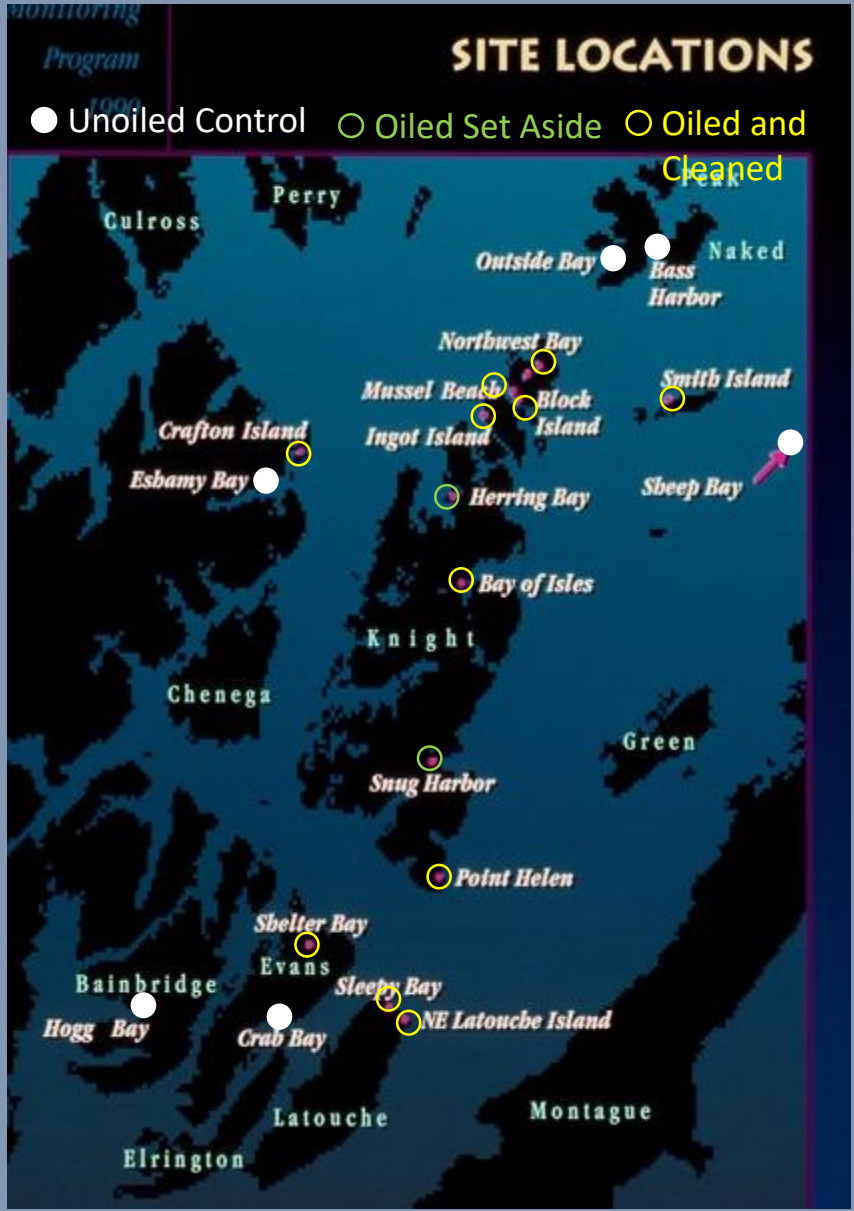 Monitoring
Program
1990
SITE LOCATIONS
Unoiled Control
Oiled Set Aside
Oiled and
Cleaned
Peak
Perry
Culross
Naked
Outside Bay
Bass
Harbor
Northwest Bay
Smith Island
Mussel Beach
Block
Island
Crafton Island
Ingot Island
Eshamy Bay
Sheep Bay
Herring Bay
Bay of Isles
Knight
Chenega
Green
Snug Harbor
Point Helen
Shelter Bay
Evans
Bainbridge
Sleepy Bay
Hogg Bay
Crab Bay
NE Latouche Island
Latouche
Montague
Elrington